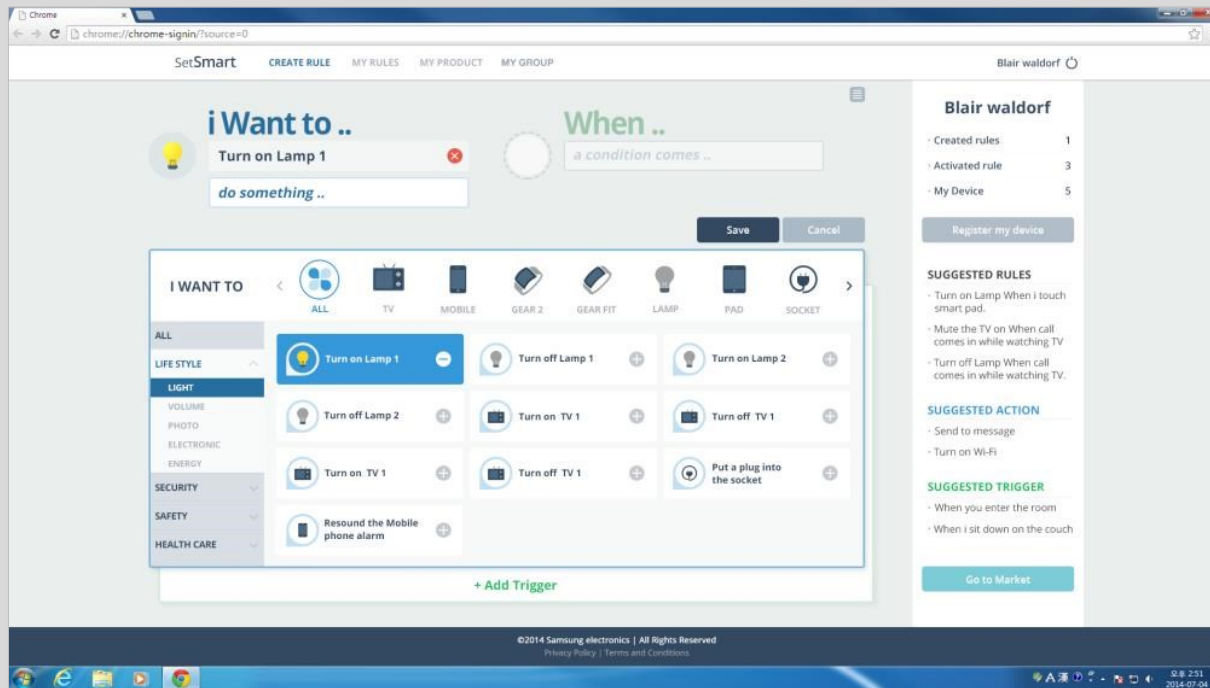 Chrome
chrome://chrome-signin/?source=0
SetSmart CREATE RULE MY RULES MY PRODUCT MY GROUP Blair waldorf
i Want to ..
Turn on Lamp 1
do something ..
When ..
a condition comes ..
Save Cancel
I WANT TO
ALL TV MOBILE GEAR 2 GEAR FIT LAMP PAD SOCKET
ALL
LIFE STYLE
LIGHT
VOLUME
PHOTO
ELECTRONIC
ENERGY
SECURITY
SAFETY
HEALTH CARE
Turn on Lamp 1 Turn off Lamp 1 Turn on Lamp 2
Turn off Lamp 2 Turn on TV 1 Turn off TV 1
Turn on TV 1 Turn off TV 1 Put a plug into
the socket
Resound the Mobile
phone alarm
+ Add Trigger
Blair waldorf
· Created rules 1
· Activated rule 3
· My Device 5
Register my device
SUGGESTED RULES
· Turn on Lamp When i touch
smart pad.
· Mute the TV on When call
comes in while watching TV
· Turn off Lamp When call
comes in while watching TV.
SUGGESTED ACTION
· Send to message
· Turn on Wi-Fi
SUGGESTED TRIGGER
· When you enter the room
· When i sit down on the couch
Go to Market
©2014 Samsung electronics | All Rights Reserved
Privacy Policy | Terms and Conditions
A 漢
오후 2:51
2014-07-04